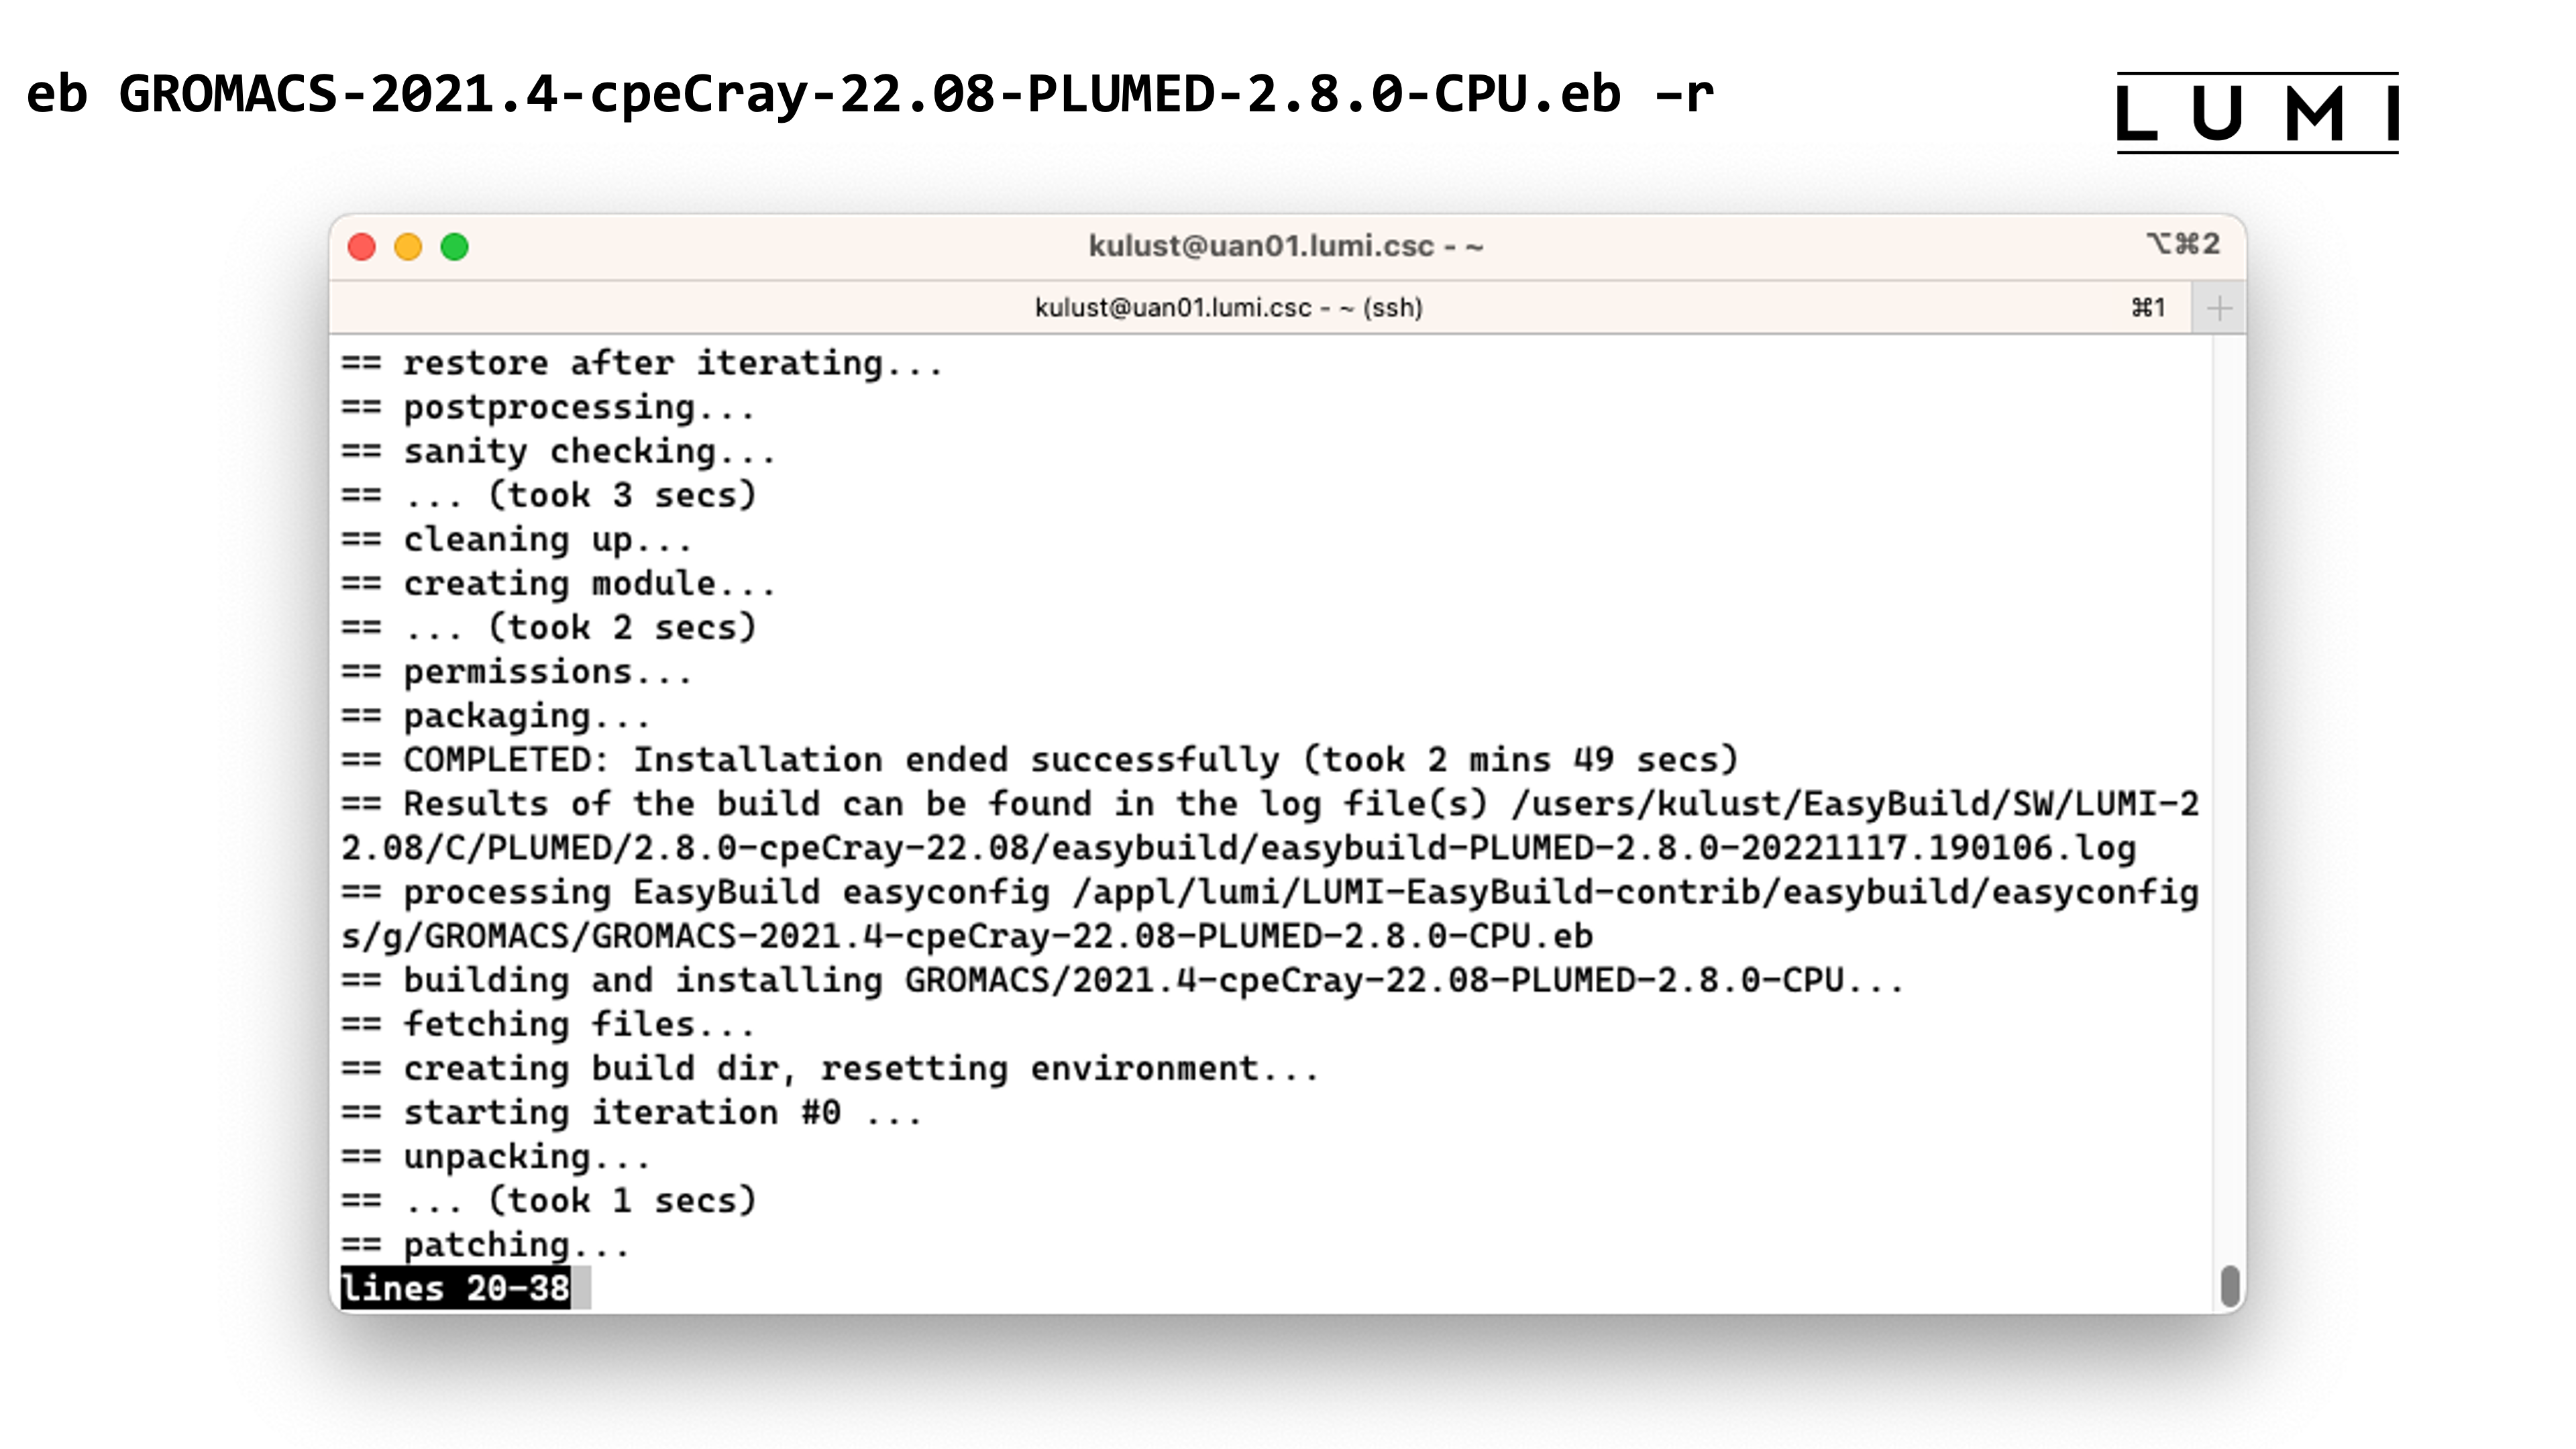 eb GROMACS-2021.4-cpeCray-22.08-PLUMED-2.8.0-CPU.eb –r
LUMI
kulust@uan01.lumi.csc - ~
⌥⌘2
kulust@uan01.lumi.csc - ~ (ssh)
⌘1
== restore after iterating...
== postprocessing...
== sanity checking...
== ... (took 3 secs)
== cleaning up...
== creating module...
== ... (took 2 secs)
== permissions...
== packaging...
== COMPLETED: Installation ended successfully (took 2 mins 49 secs)
== Results of the build can be found in the log file(s) /users/kulust/EasyBuild/SW/LUMI-2
2.08/C/PLUMED/2.8.0-cpeCray-22.08/easybuild/easybuild-PLUMED-2.8.0-20221117.190106.log
== processing EasyBuild easyconfig /appl/lumi/LUMI-EasyBuild-contrib/easybuild/easyconfig
s/g/GROMACS/GROMACS-2021.4-cpeCray-22.08-PLUMED-2.8.0-CPU.eb
== building and installing GROMACS/2021.4-cpeCray-22.08-PLUMED-2.8.0-CPU...
== fetching files...
== creating build dir, resetting environment...
== starting iteration #0 ...
== unpacking...
== ... (took 1 secs)
== patching...
lines 20-38